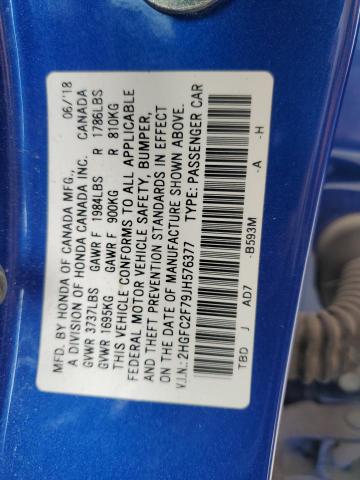 MFD. BY HONDA OF CANADA MFG., 06/'18
A DIVISION OF HONDA CANADA INC. CANADA
GVWR 3737LBS GAWR F 1984LBS R 1786LBS
GVWR 1695KG GAWR F 900KG R 810KG
THIS VEHICLE CONFORMS TO ALL APPLICABLE
FEDERAL MOTOR VEHICLE SAFETY, BUMPER,
AND THEFT PREVENTION STANDARDS IN EFFECT
ON THE DATE OF MANUFACTURE SHOWN ABOVE.
V.I.N.: 2HGFC2F79JH576377 TYPE: PASSENGER CAR
TBD J AD7 -B593M -A -H